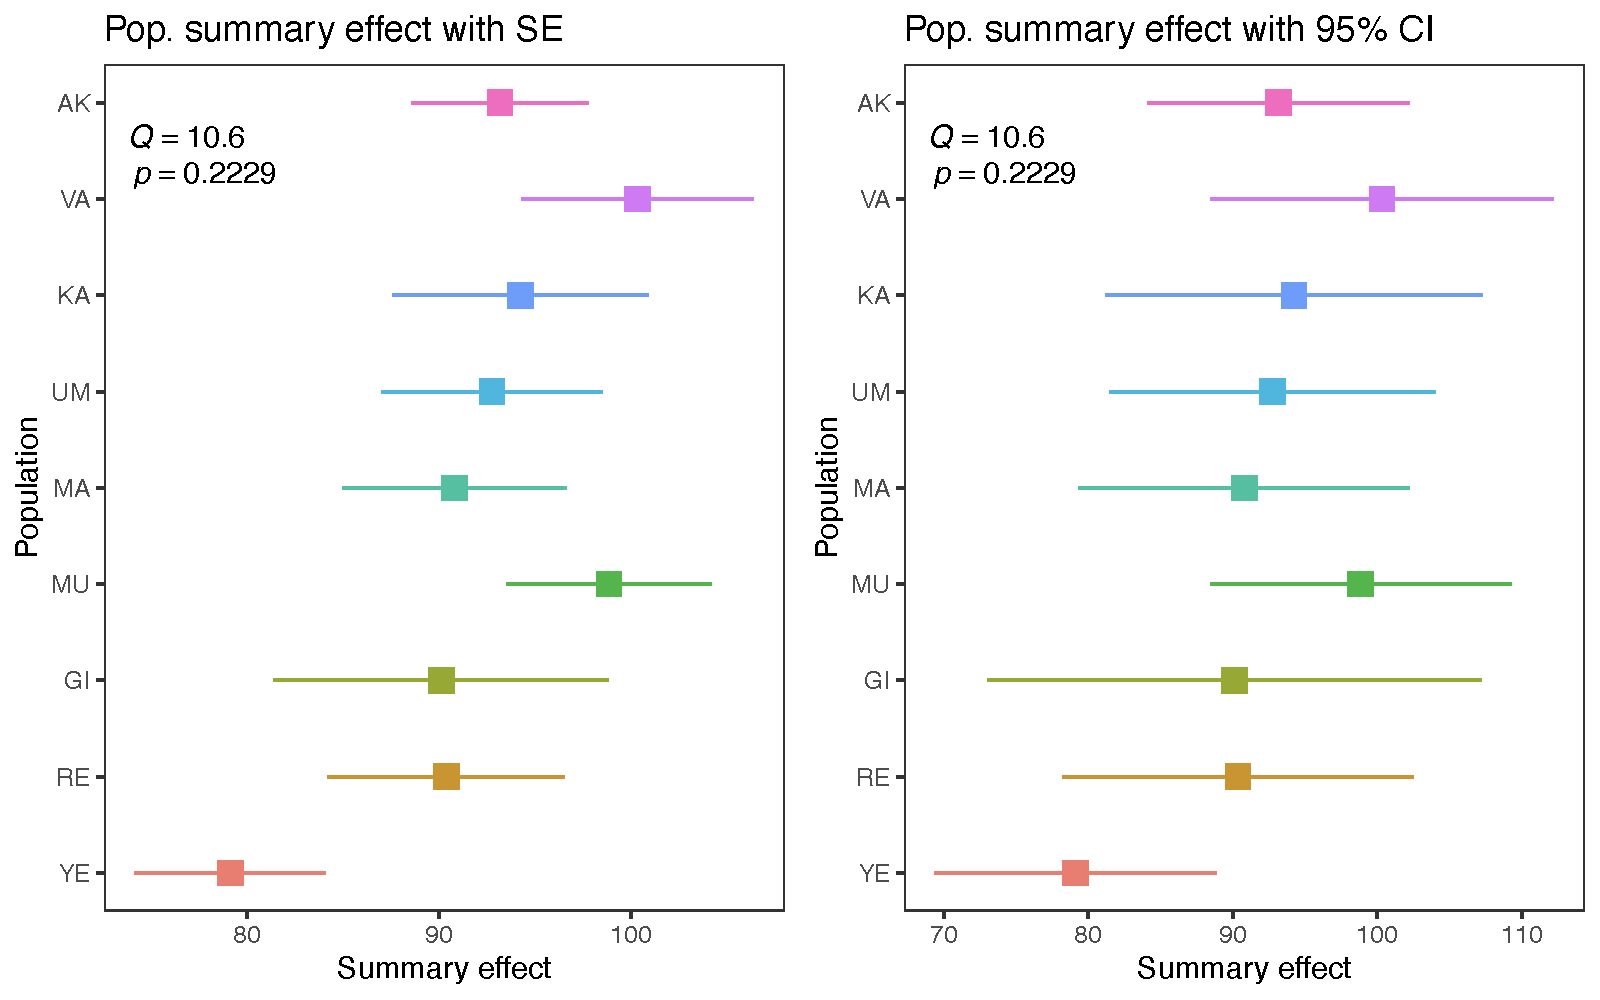 Pop. summary effect with SE
AK
Q = 10.6
p = 0.2229
VA
KA
UM
MA
MU
GI
RE
YE
Population
80 90 100
Summary effect
Pop. summary effect with 95% CI
AK
Q = 10.6
p = 0.2229
VA
KA
UM
MA
MU
GI
RE
YE
Population
70 80 90 100 110
Summary effect